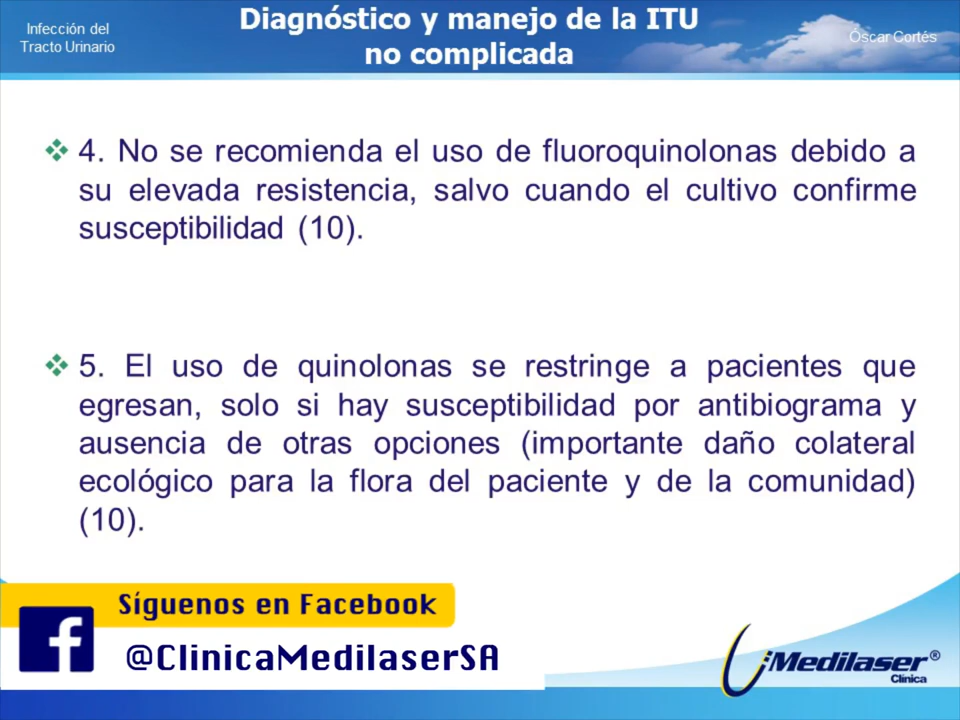 Infección del
Tracto Urinario
Diagnóstico y manejo de la ITU
no complicada
Óscar Cortés
4. No se recomienda el uso de fluoroquinolonas debido a
su elevada resistencia, salvo cuando el cultivo confirme
susceptibilidad (10).
5. El uso de quinolonas se restringe a pacientes que
egresan, solo si hay susceptibilidad por antibiograma y
ausencia de otras opciones (importante daño colateral
ecológico para la flora del paciente y de la comunidad)
(10).
Síguenos en Facebook
@ClinicaMedilaserSA
Medilaser®
Clínica